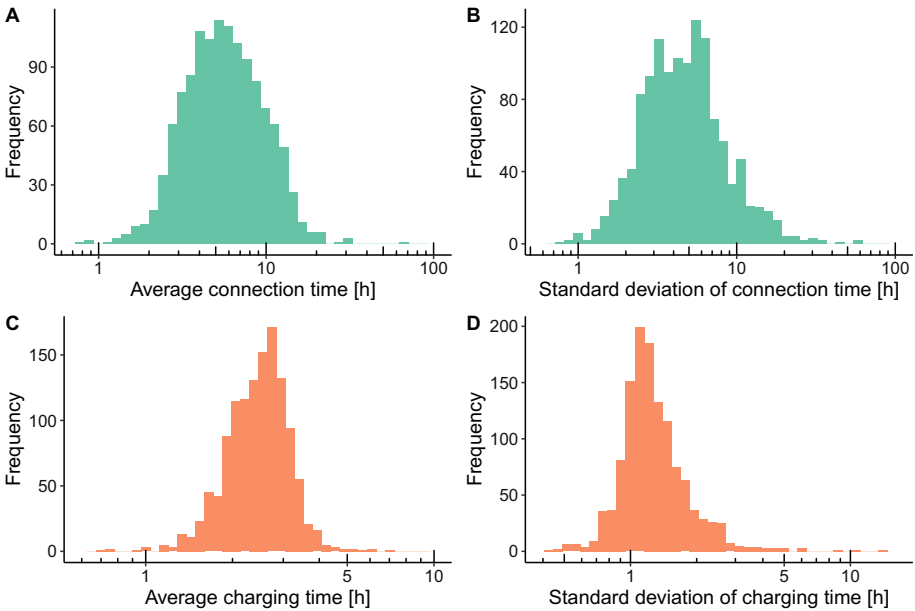 A
Frequency
90
60
30
0
1
10
100
Average connection time [h]
B
Frequency
120
80
40
0
1
10
100
Standard deviation of connection time [h]
C
Frequency
150
100
50
0
1
5
10
Average charging time [h]
D
Frequency
200
150
100
50
0
1
5
10
Standard deviation of charging time [h]